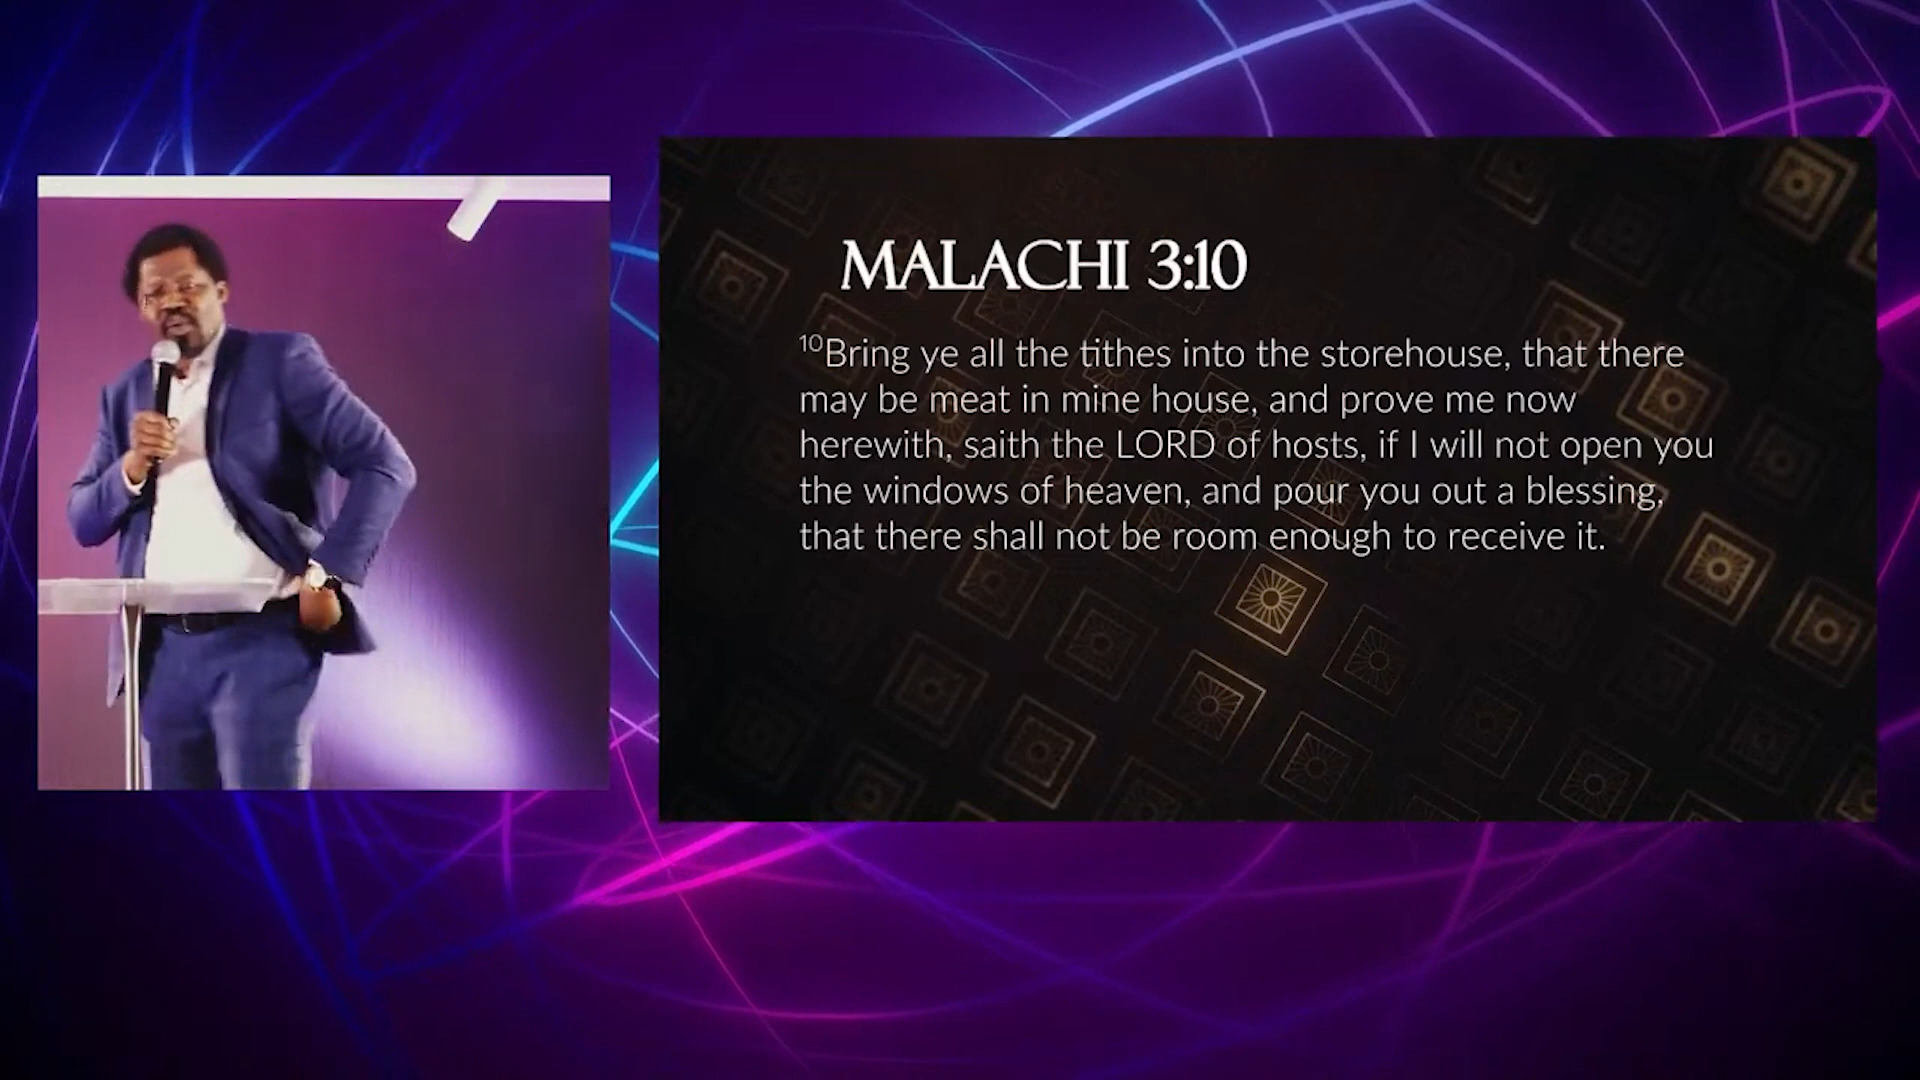 MALACHI 3:10
¹⁰Bring ye all the tithes into the storehouse, that there
may be meat in mine house, and prove me now
herewith, saith the LORD of hosts, if I will not open you
the windows of heaven, and pour you out a blessing,
that there shall not be room enough to receive it.